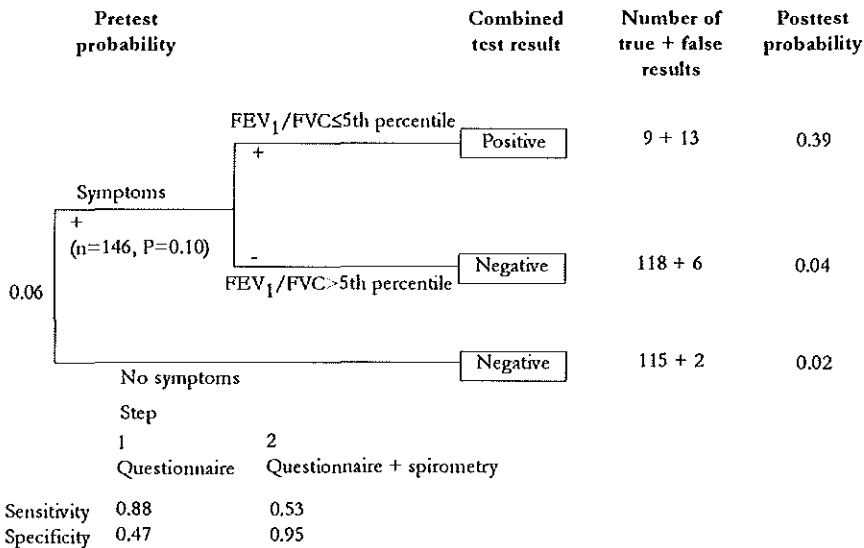 Pretest probability
Combined test result
Number of true + false results
Posttest probability
FEV1/FVC≤5th percentile
+
Positive
9 + 13
0.39
Symptoms
+
(n=146, P=0.10)
-
Negative
118 + 6
0.04
FEV1/FVC>5th percentile
0.06
Negative
115 + 2
0.02
No symptoms
Step
1 2
Questionnaire Questionnaire + spirometry
Sensitivity 0.88 0.53
Specificity 0.47 0.95